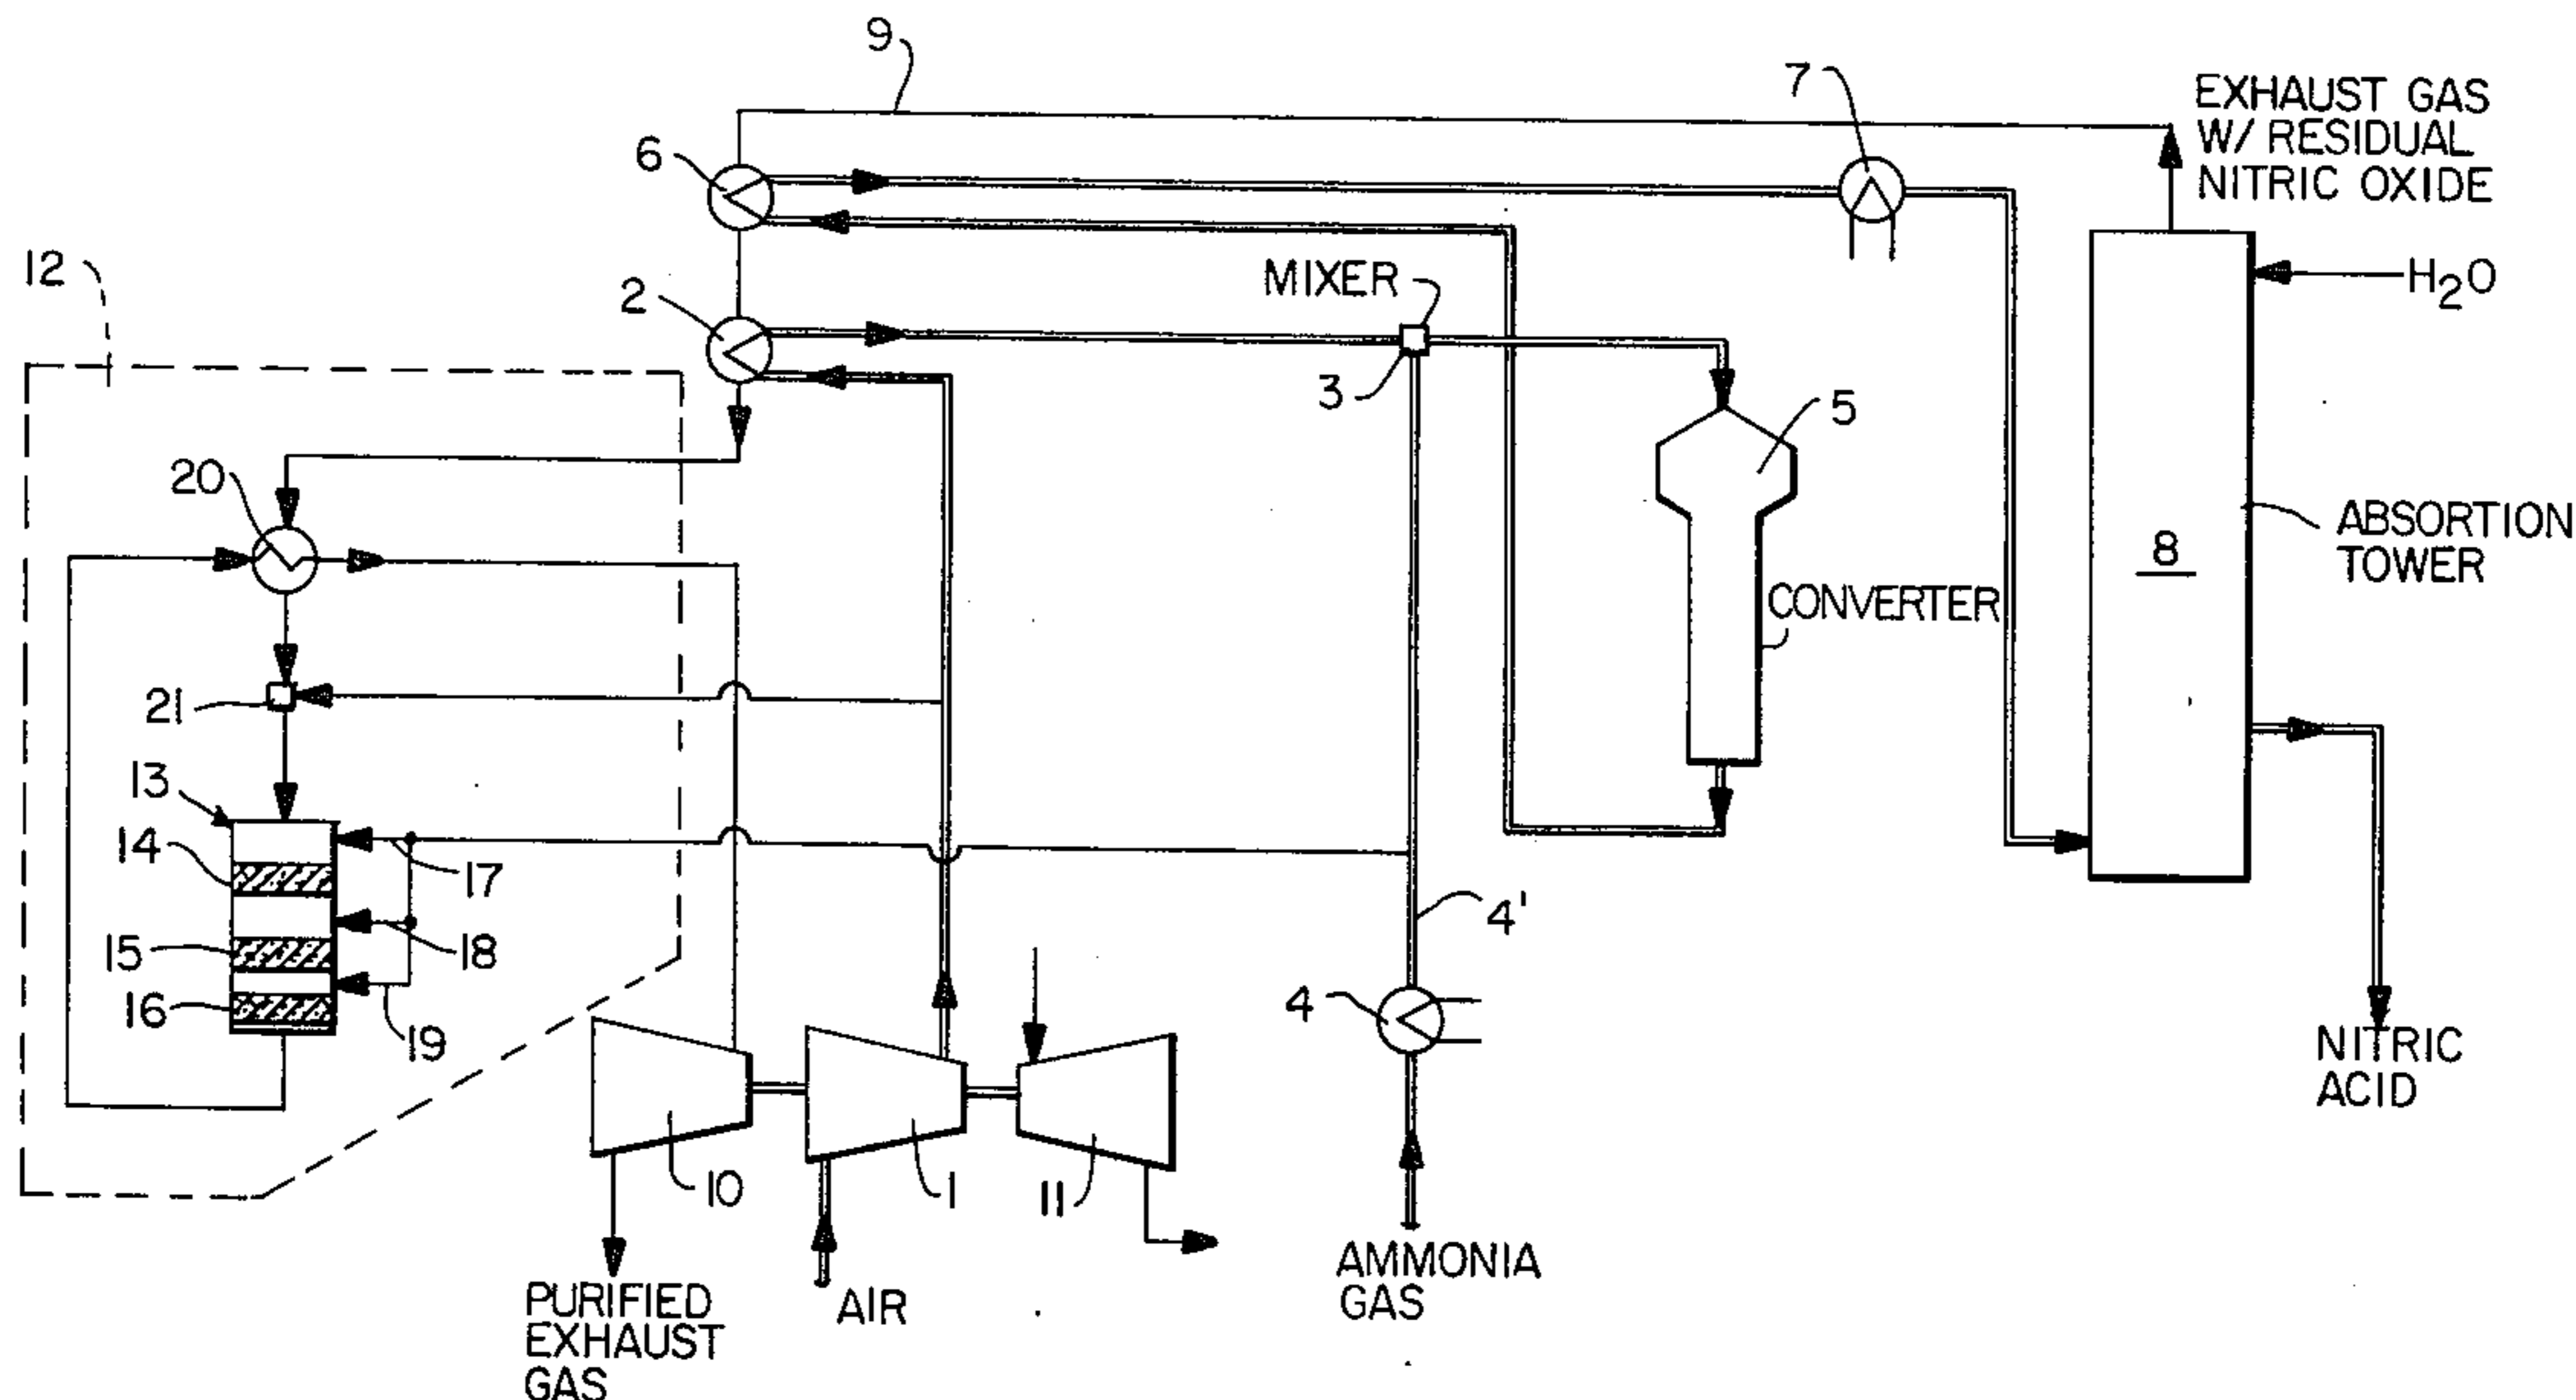 9
7
EXHAUST GAS
W/ RESIDUAL
NITRIC OXIDE
6
12
2
MIXER
H2O
3
5
20
ABSORTION
TOWER
8
CONVERTER
21
13
14
17
4'
15
18
16
19
4
NITRIC
ACID
10
1
11
AMMONIA
GAS
PURIFIED
EXHAUST
GAS
AIR